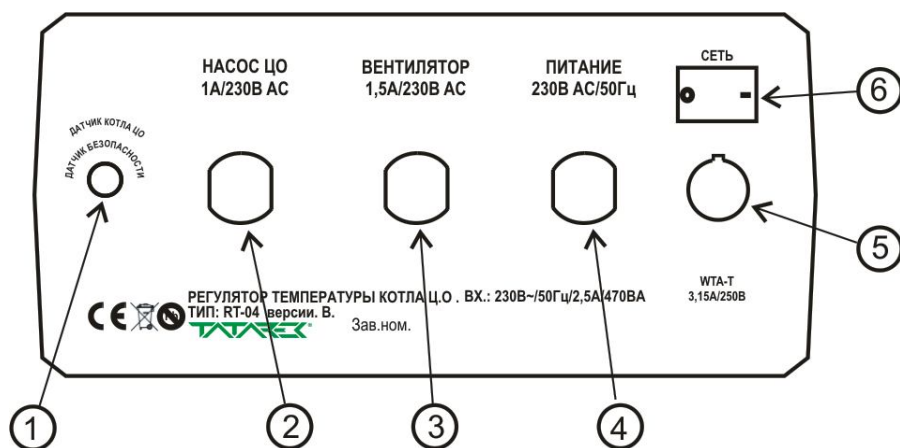 НАСОС ЦО
1А/230В АС
ВЕНТИЛЯТОР
1,5А/230В АС
ПИТАНИЕ
230В АС/50Гц
СЕТЬ
6
ДАТЧИК КОТЛА ЦО
ДАТЧИК БЕЗОПАСНОСТИ
5
WTA-T
3,15А/250В
РЕГУЛЯТОР ТЕМПЕРАТУРЫ КОТЛА Ц.О . ВХ.: 230В~/50Гц/2,5А/470ВА
ТИП: RT-04 версии. В.
CE Pb
TATAREK®
Зав.ном.
1
2
3
4